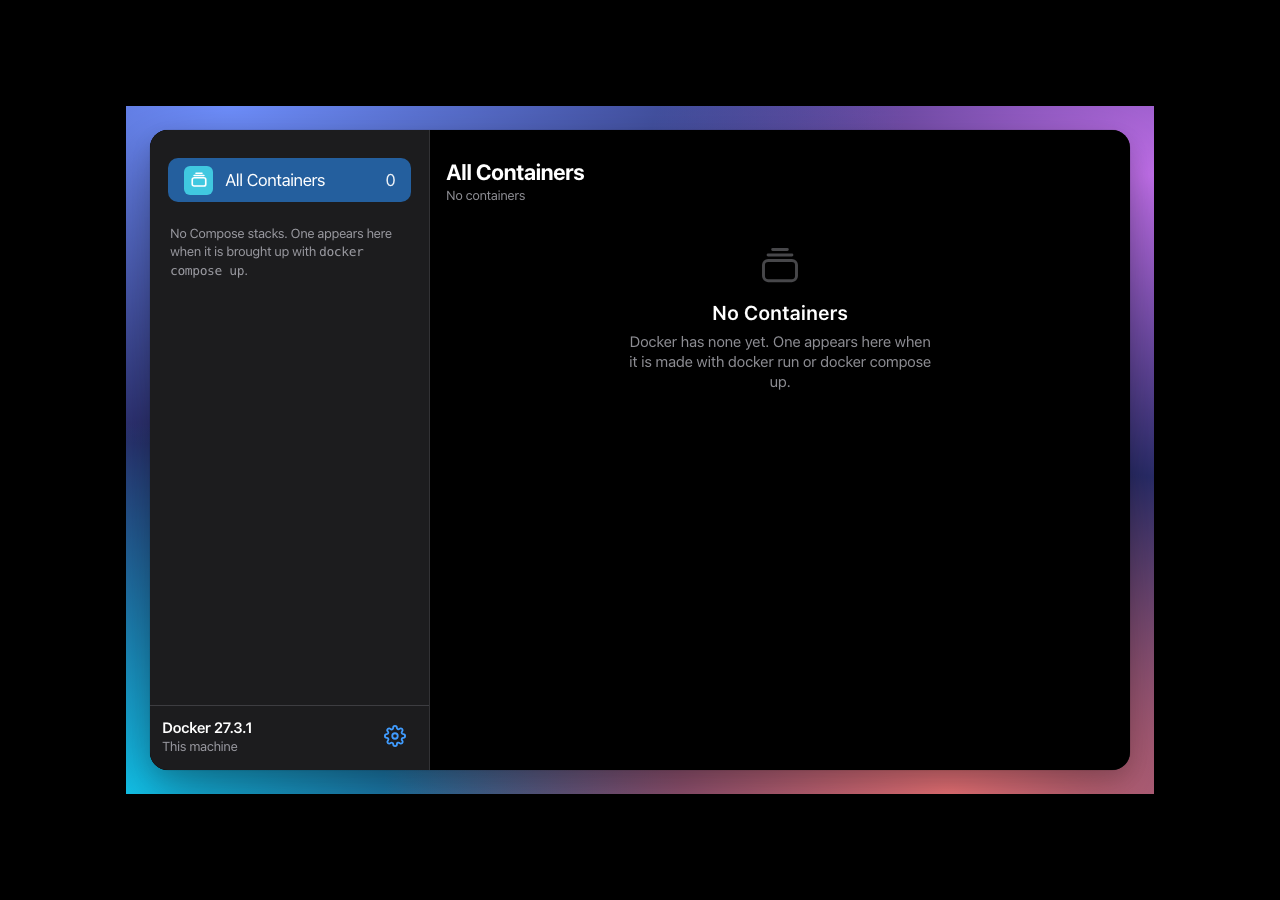 All Containers 0
No Compose stacks. One appears here
when it is brought up with docker
compose up.
Docker 27.3.1
This machine
All Containers
No containers
No Containers
Docker has none yet. One appears here when
it is made with docker run or docker compose
up.